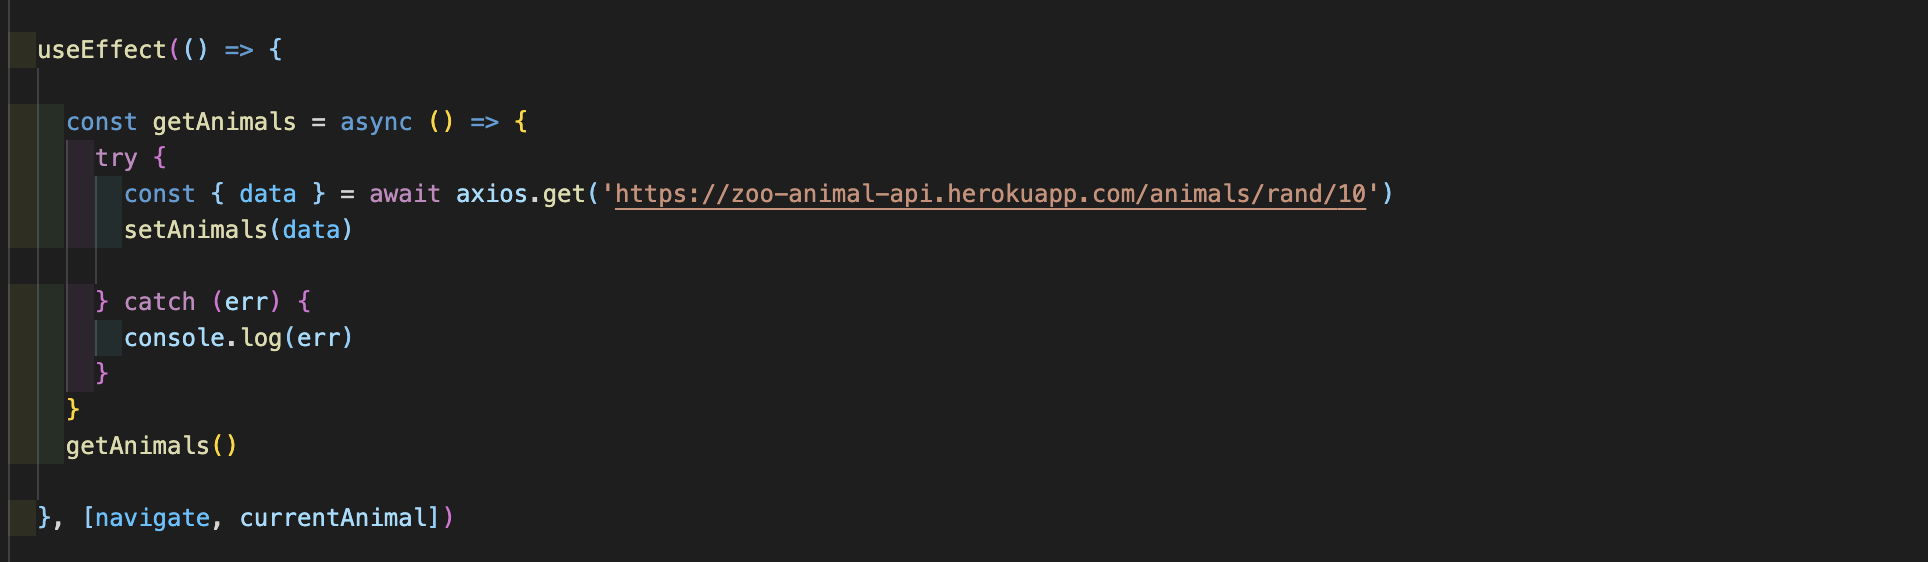 useEffect(() => {
const getAnimals = async () => {
try {
const { data } = await axios.get('https://zoo-animal-api.herokuapp.com/animals/rand/10')
setAnimals(data)
} catch (err) {
console.log(err)
}
}
getAnimals()
}, [navigate, currentAnimal])